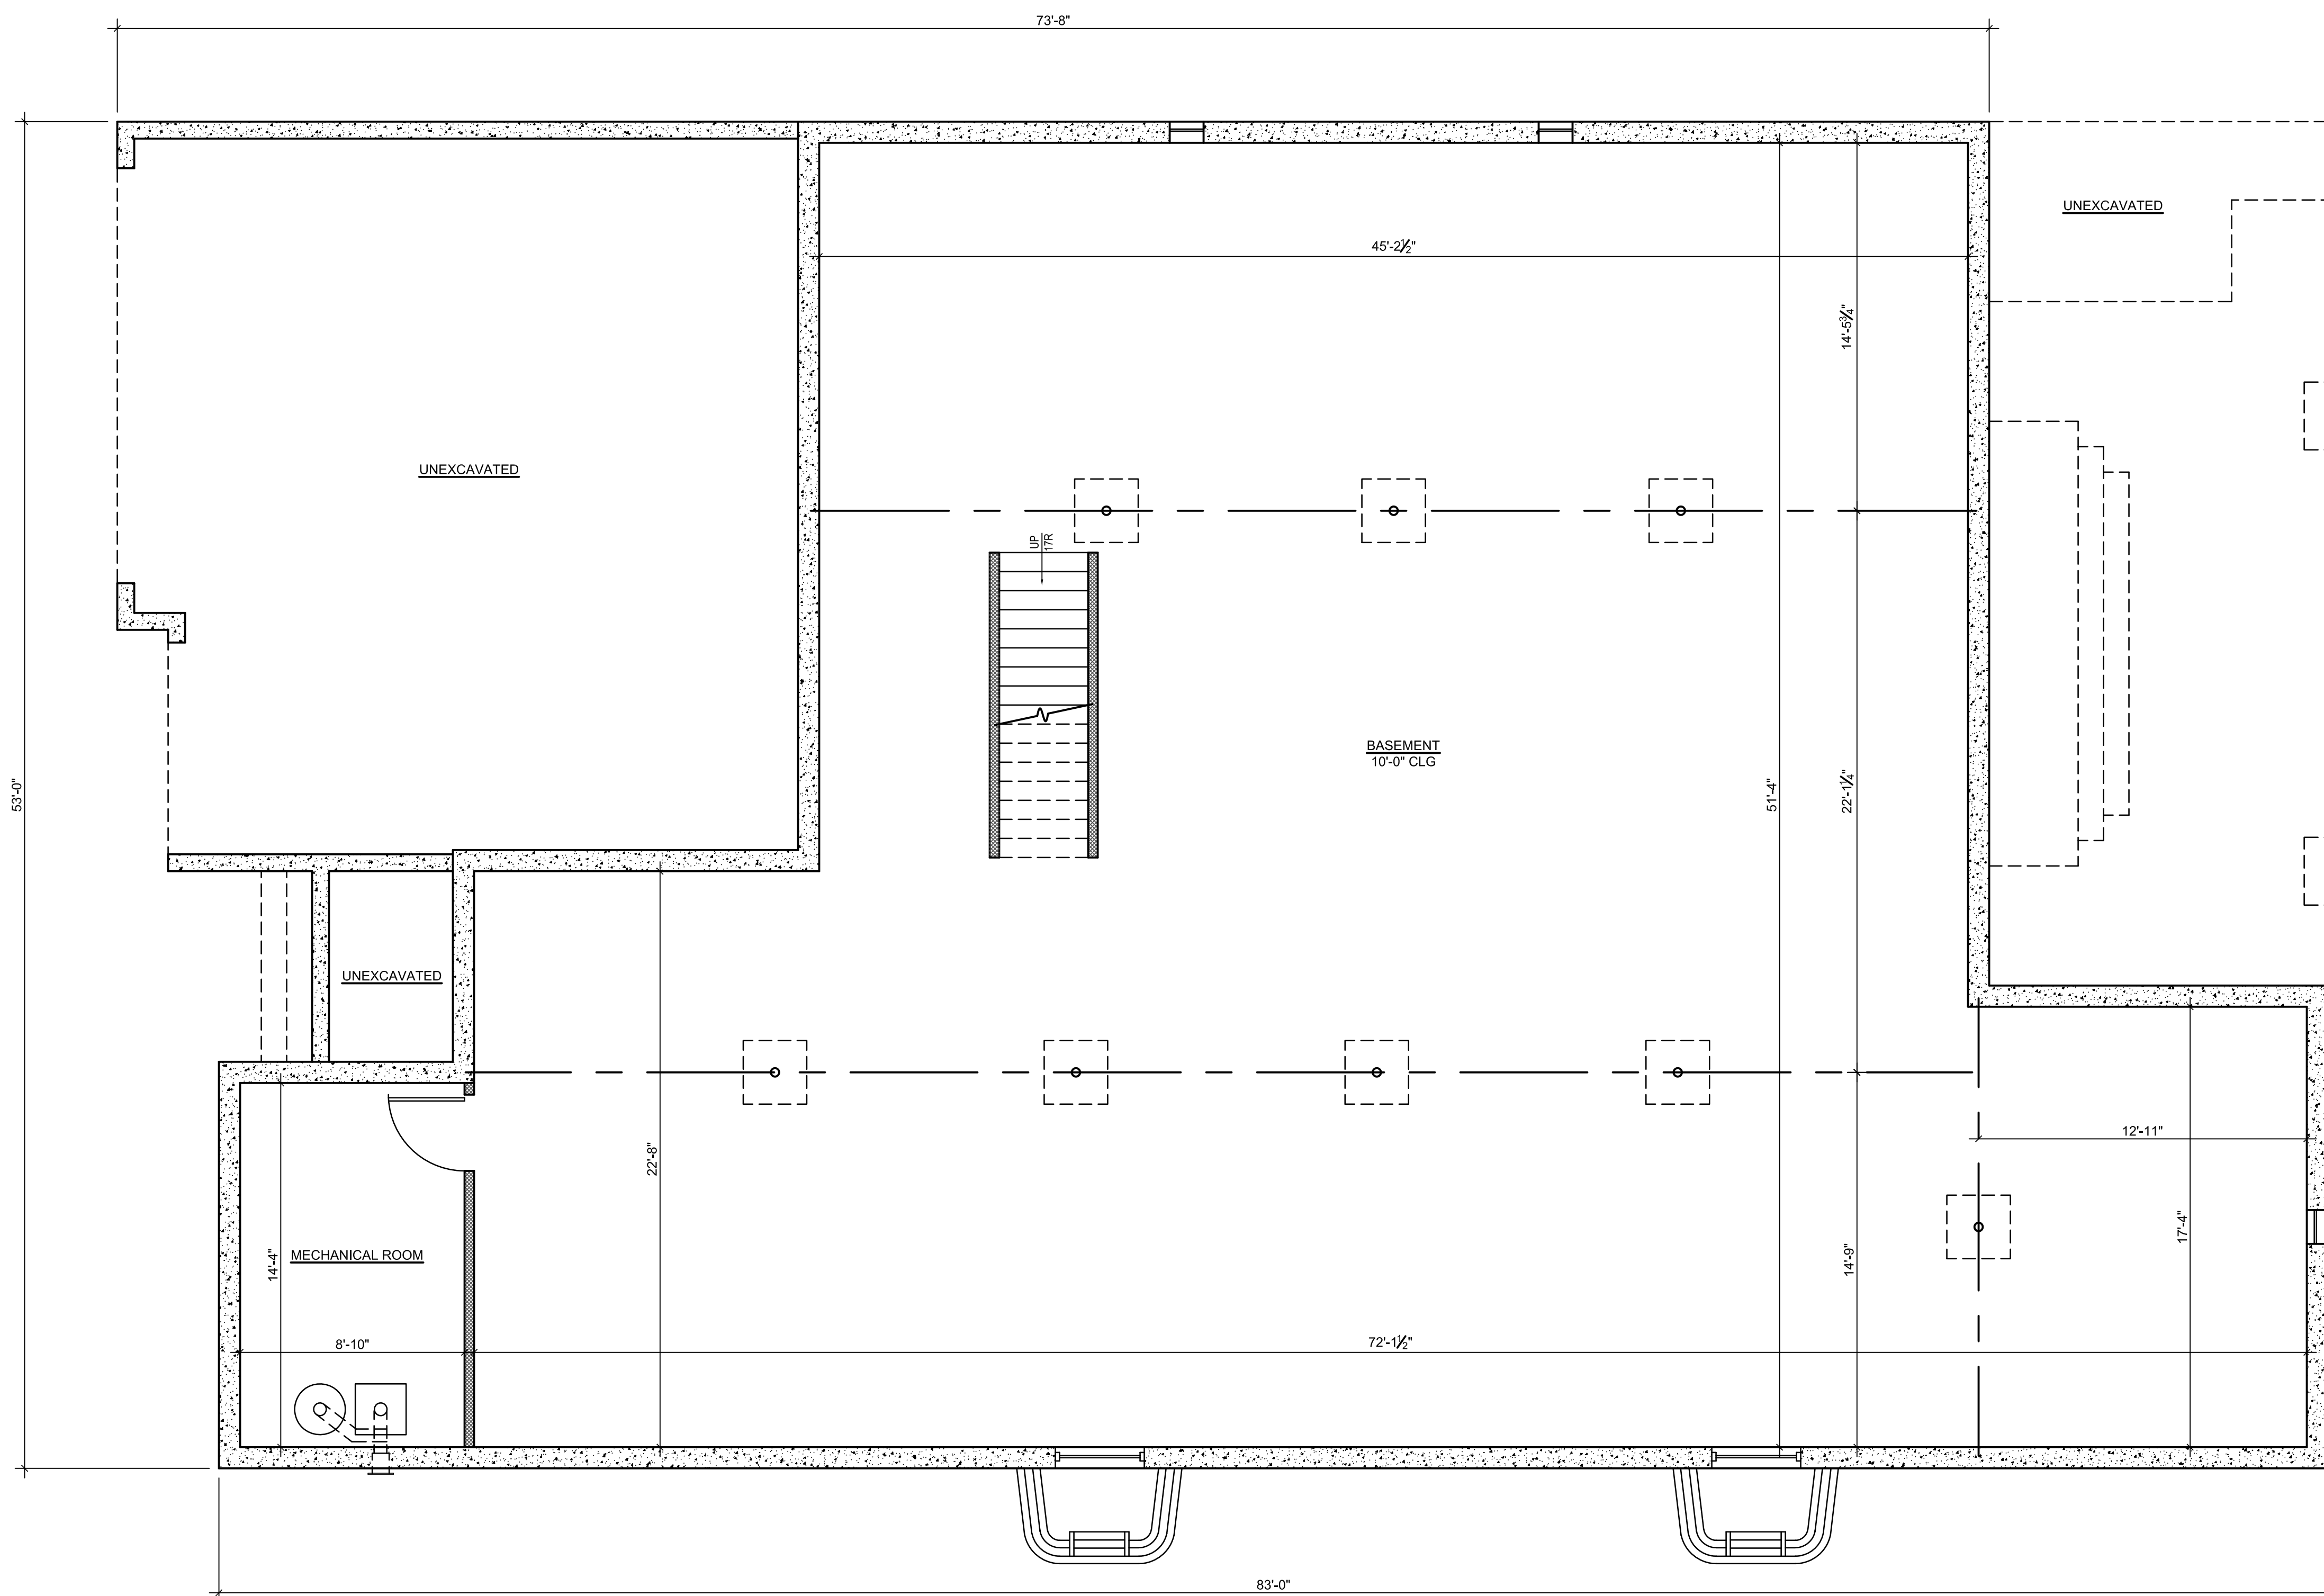 73'-8"
UNEXCAVATED
45'-2½"
14'-5¾"
UNEXCAVATED
UP
17R
BASEMENT
10'-0" CLG
53'-0"
51'-4"
22'-1¼"
UNEXCAVATED
12'-11"
22'-8"
17'-4"
MECHANICAL ROOM
14'-4"
14'-9"
8'-10"
72'-1½"
83'-0"